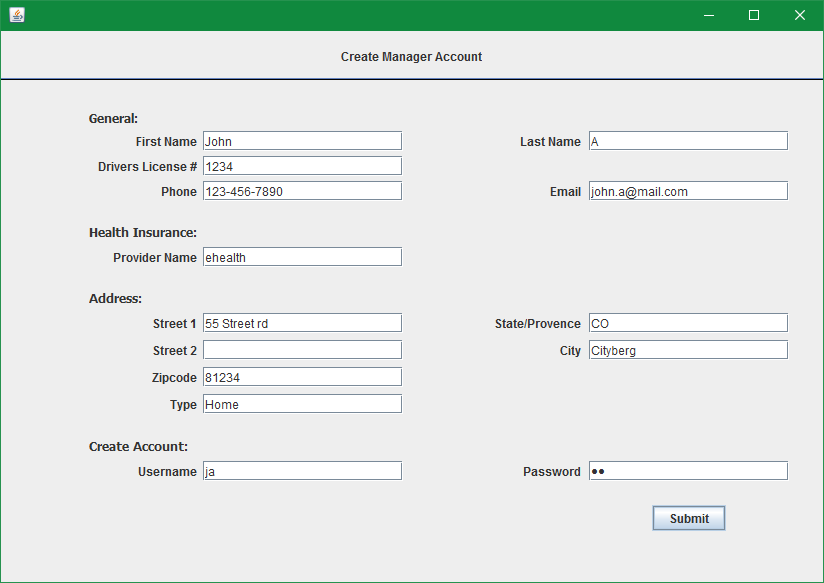 Create Manager Account
General:
First Name John Last Name A
Drivers License # 1234
Phone 123-456-7890 Email john.a@mail.com
Health Insurance:
Provider Name ehealth
Address:
Street 1 55 Street rd State/Provence CO
Street 2 City Cityberg
Zipcode 81234
Type Home
Create Account:
Username ja Password ●●
Submit